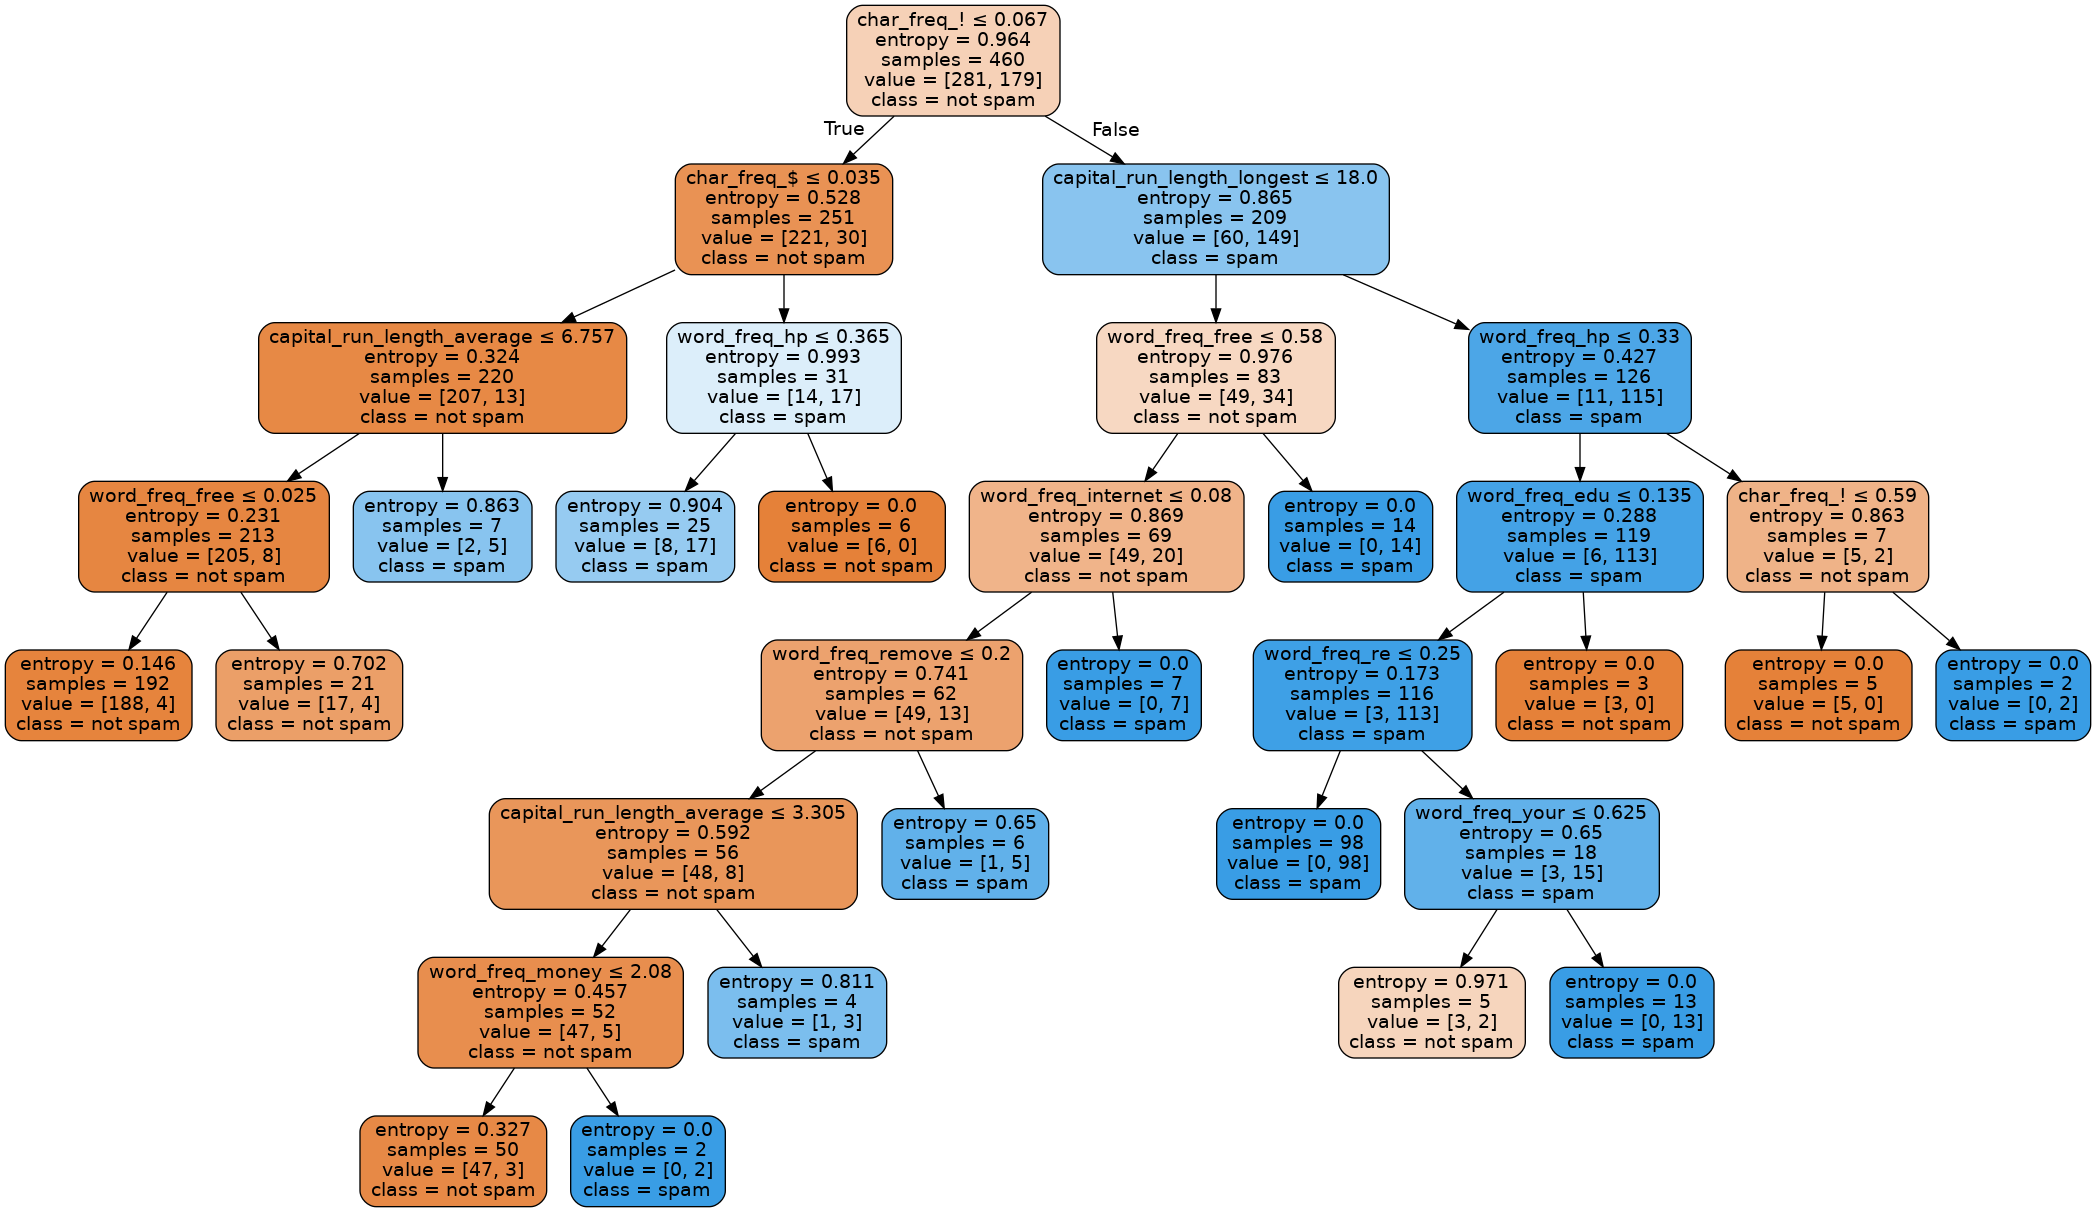 char_freq_! ≤ 0.067
entropy = 0.964
samples = 460
value = [281, 179]
class = not spam
True
False
char_freq_$ ≤ 0.035
entropy = 0.528
samples = 251
value = [221, 30]
class = not spam
capital_run_length_longest ≤ 18.0
entropy = 0.865
samples = 209
value = [60, 149]
class = spam
capital_run_length_average ≤ 6.757
entropy = 0.324
samples = 220
value = [207, 13]
class = not spam
word_freq_hp ≤ 0.365
entropy = 0.993
samples = 31
value = [14, 17]
class = spam
word_freq_free ≤ 0.58
entropy = 0.976
samples = 83
value = [49, 34]
class = not spam
word_freq_hp ≤ 0.33
entropy = 0.427
samples = 126
value = [11, 115]
class = spam
word_freq_free ≤ 0.025
entropy = 0.231
samples = 213
value = [205, 8]
class = not spam
entropy = 0.863
samples = 7
value = [2, 5]
class = spam
entropy = 0.904
samples = 25
value = [8, 17]
class = spam
entropy = 0.0
samples = 6
value = [6, 0]
class = not spam
word_freq_internet ≤ 0.08
entropy = 0.869
samples = 69
value = [49, 20]
class = not spam
entropy = 0.0
samples = 14
value = [0, 14]
class = spam
word_freq_edu ≤ 0.135
entropy = 0.288
samples = 119
value = [6, 113]
class = spam
char_freq_! ≤ 0.59
entropy = 0.863
samples = 7
value = [5, 2]
class = not spam
entropy = 0.146
samples = 192
value = [188, 4]
class = not spam
entropy = 0.702
samples = 21
value = [17, 4]
class = not spam
word_freq_remove ≤ 0.2
entropy = 0.741
samples = 62
value = [49, 13]
class = not spam
entropy = 0.0
samples = 7
value = [0, 7]
class = spam
word_freq_re ≤ 0.25
entropy = 0.173
samples = 116
value = [3, 113]
class = spam
entropy = 0.0
samples = 3
value = [3, 0]
class = not spam
entropy = 0.0
samples = 5
value = [5, 0]
class = not spam
entropy = 0.0
samples = 2
value = [0, 2]
class = spam
capital_run_length_average ≤ 3.305
entropy = 0.592
samples = 56
value = [48, 8]
class = not spam
entropy = 0.65
samples = 6
value = [1, 5]
class = spam
entropy = 0.0
samples = 98
value = [0, 98]
class = spam
word_freq_your ≤ 0.625
entropy = 0.65
samples = 18
value = [3, 15]
class = spam
word_freq_money ≤ 2.08
entropy = 0.457
samples = 52
value = [47, 5]
class = not spam
entropy = 0.811
samples = 4
value = [1, 3]
class = spam
entropy = 0.971
samples = 5
value = [3, 2]
class = not spam
entropy = 0.0
samples = 13
value = [0, 13]
class = spam
entropy = 0.327
samples = 50
value = [47, 3]
class = not spam
entropy = 0.0
samples = 2
value = [0, 2]
class = spam